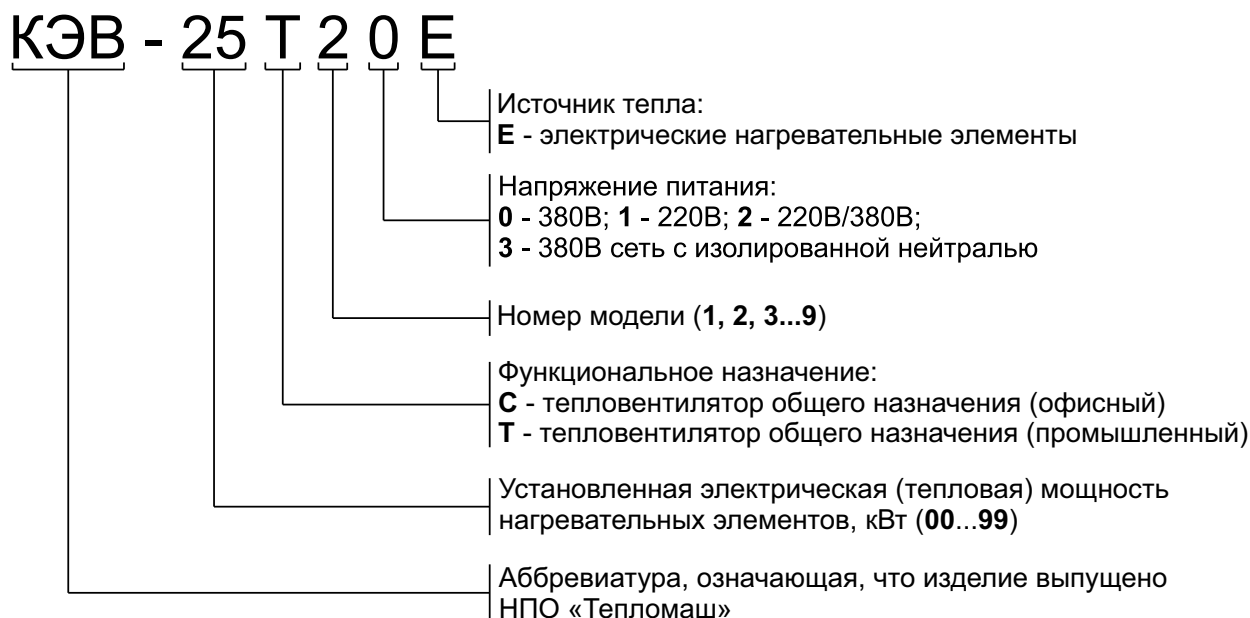 КЭВ - 25 Т 2 0 Е
Источник тепла:
Е - электрические нагревательные элементы
Напряжение питания:
0 - 380В; 1 - 220В; 2 - 220В/380В;
3 - 380В сеть с изолированной нейтралью
Номер модели (1, 2, 3...9)
Функциональное назначение:
С - тепловентилятор общего назначения (офисный)
Т - тепловентилятор общего назначения (промышленный)
Установленная электрическая (тепловая) мощность
нагревательных элементов, кВт (00...99)
Аббревиатура, означающая, что изделие выпущено
НПО «Тепломаш»